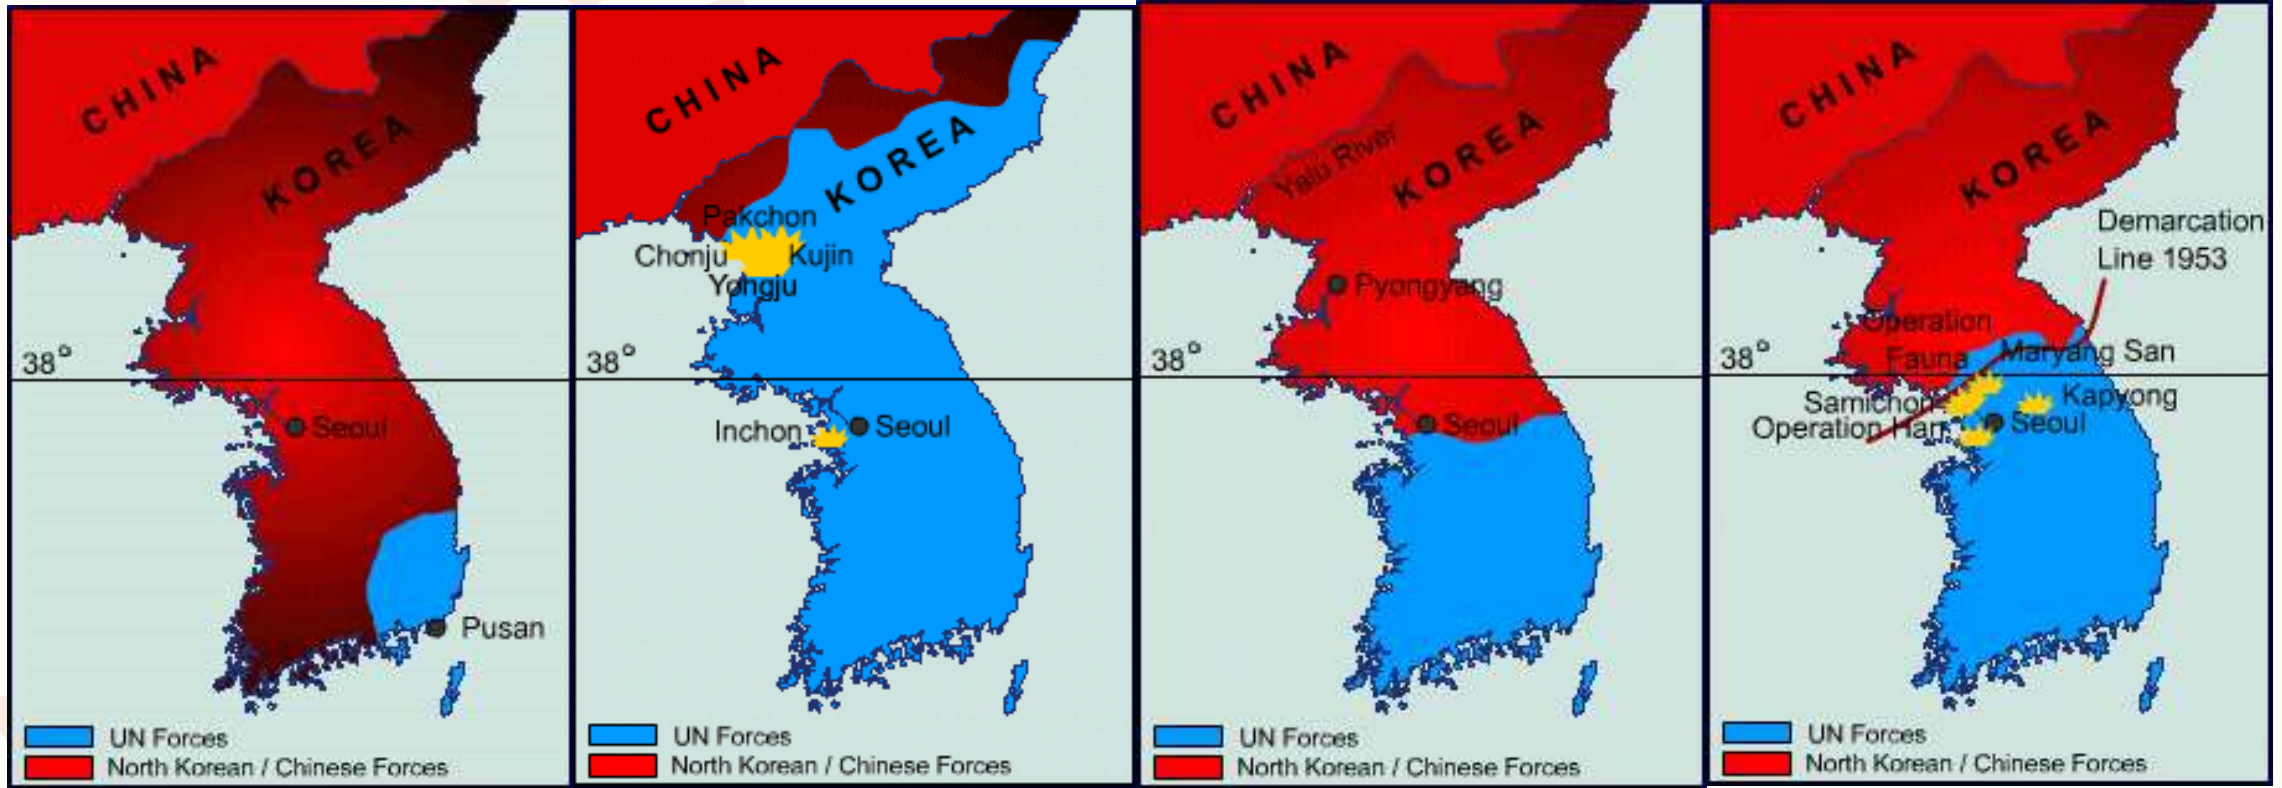 CHINA
KOREA
38°
Seoul
Pusan
UN Forces
North Korean / Chinese Forces
CHINA
KOREA
Pakchon
Chonju
Kujin
Yongju
38°
Inchon
Seoul
UN Forces
North Korean / Chinese Forces
CHINA
Yalu River
KOREA
Pyongyang
38°
Seoul
UN Forces
North Korean / Chinese Forces
CHINA
KOREA
Demarcation
Line 1953
Operation
Fauna
Maryang San
38°
Samichon
Kapyong
Operation Han
Seoul
UN Forces
North Korean / Chinese Forces